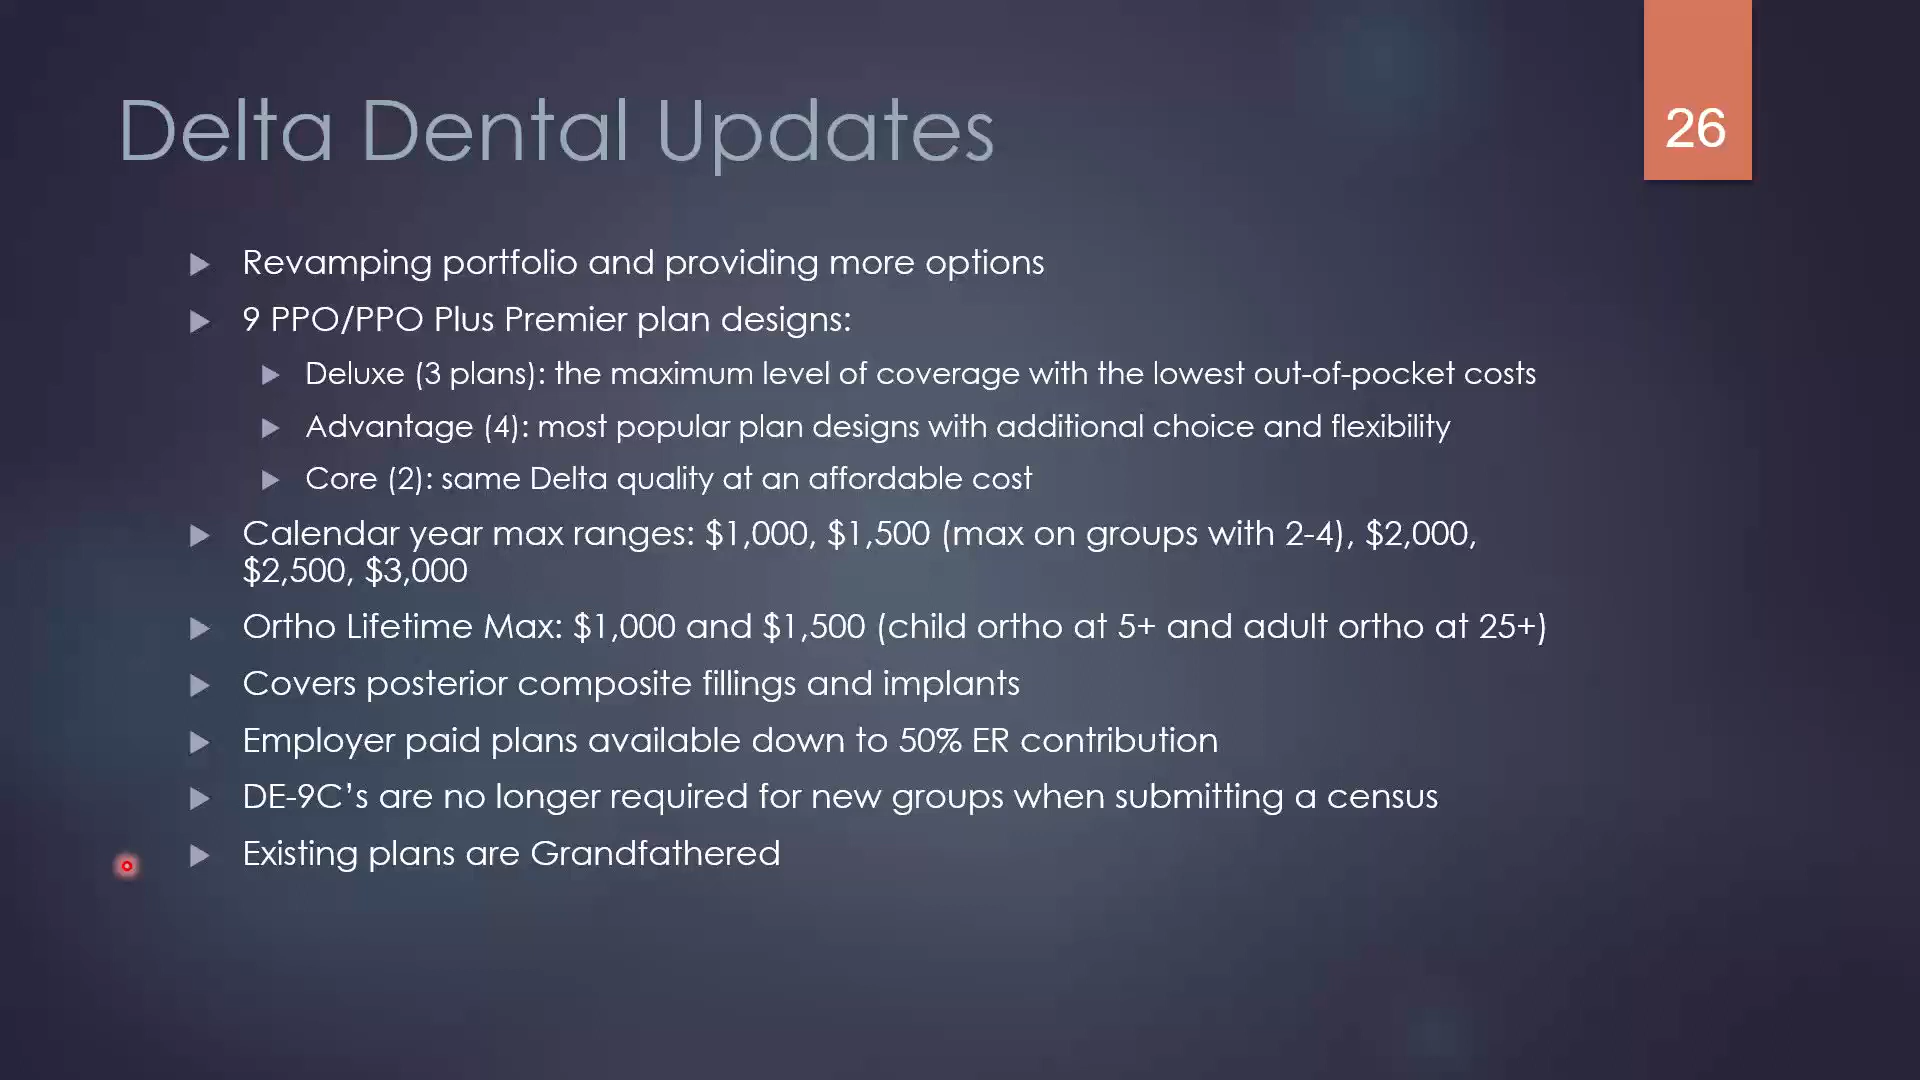 Delta Dental Updates
26
Revamping portfolio and providing more options
9 PPO/PPO Plus Premier plan designs:
Deluxe (3 plans): the maximum level of coverage with the lowest out-of-pocket costs
Advantage (4): most popular plan designs with additional choice and flexibility
Core (2): same Delta quality at an affordable cost
Calendar year max ranges: $1,000, $1,500 (max on groups with 2-4), $2,000,
$2,500, $3,000
Ortho Lifetime Max: $1,000 and $1,500 (child ortho at 5+ and adult ortho at 25+)
Covers posterior composite fillings and implants
Employer paid plans available down to 50% ER contribution
DE-9C’s are no longer required for new groups when submitting a census
Existing plans are Grandfathered